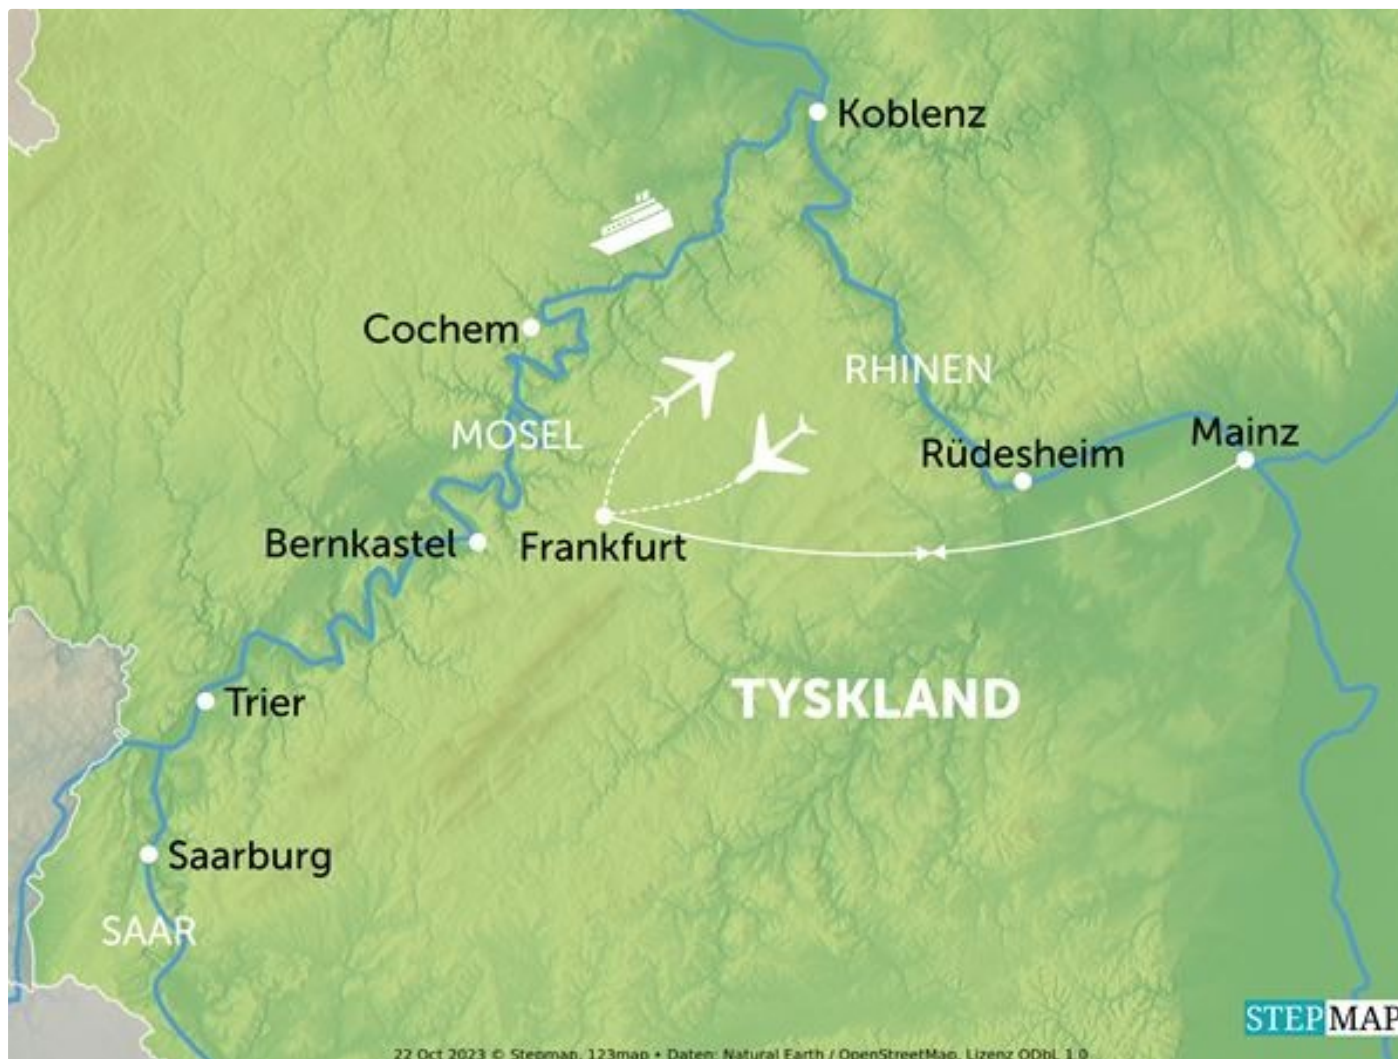 Koblenz
Cochem
RHINEN
MOSEL
Rüdesheim
Mainz
Bernkastel
Frankfurt
Trier
TYSKLAND
Saarburg
SAAR
STEPMAP
22 Oct 2023 © Stepmap, 123map • Daten: Natural Earth / OpenStreetMap, Lizenz ODbL 1.0